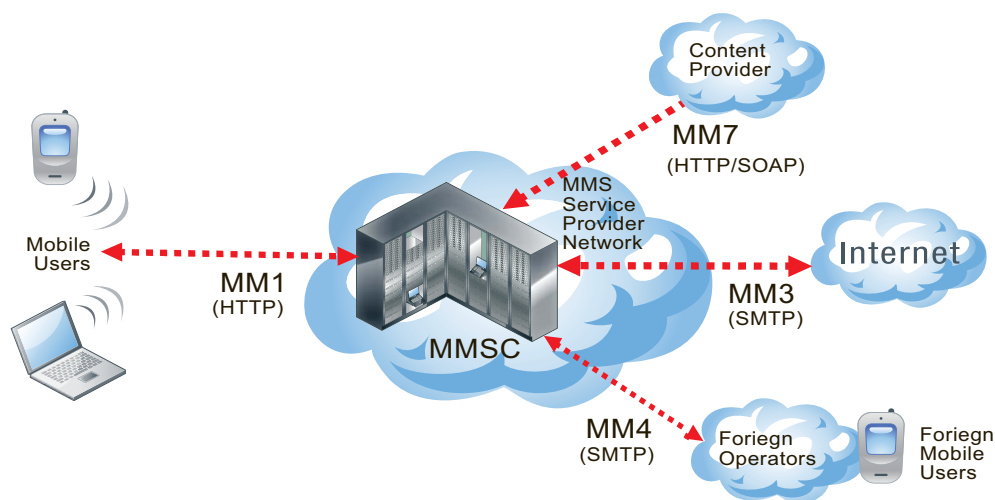 Content
Provider
MM7
(HTTP/SOAP)
MMS
Service
Provider
Network
Mobile
Users
MM1
(HTTP)
Internet
MM3
(SMTP)
MMSC
MM4
(SMTP)
Foriegn
Operators
Foriegn
Mobile
Users